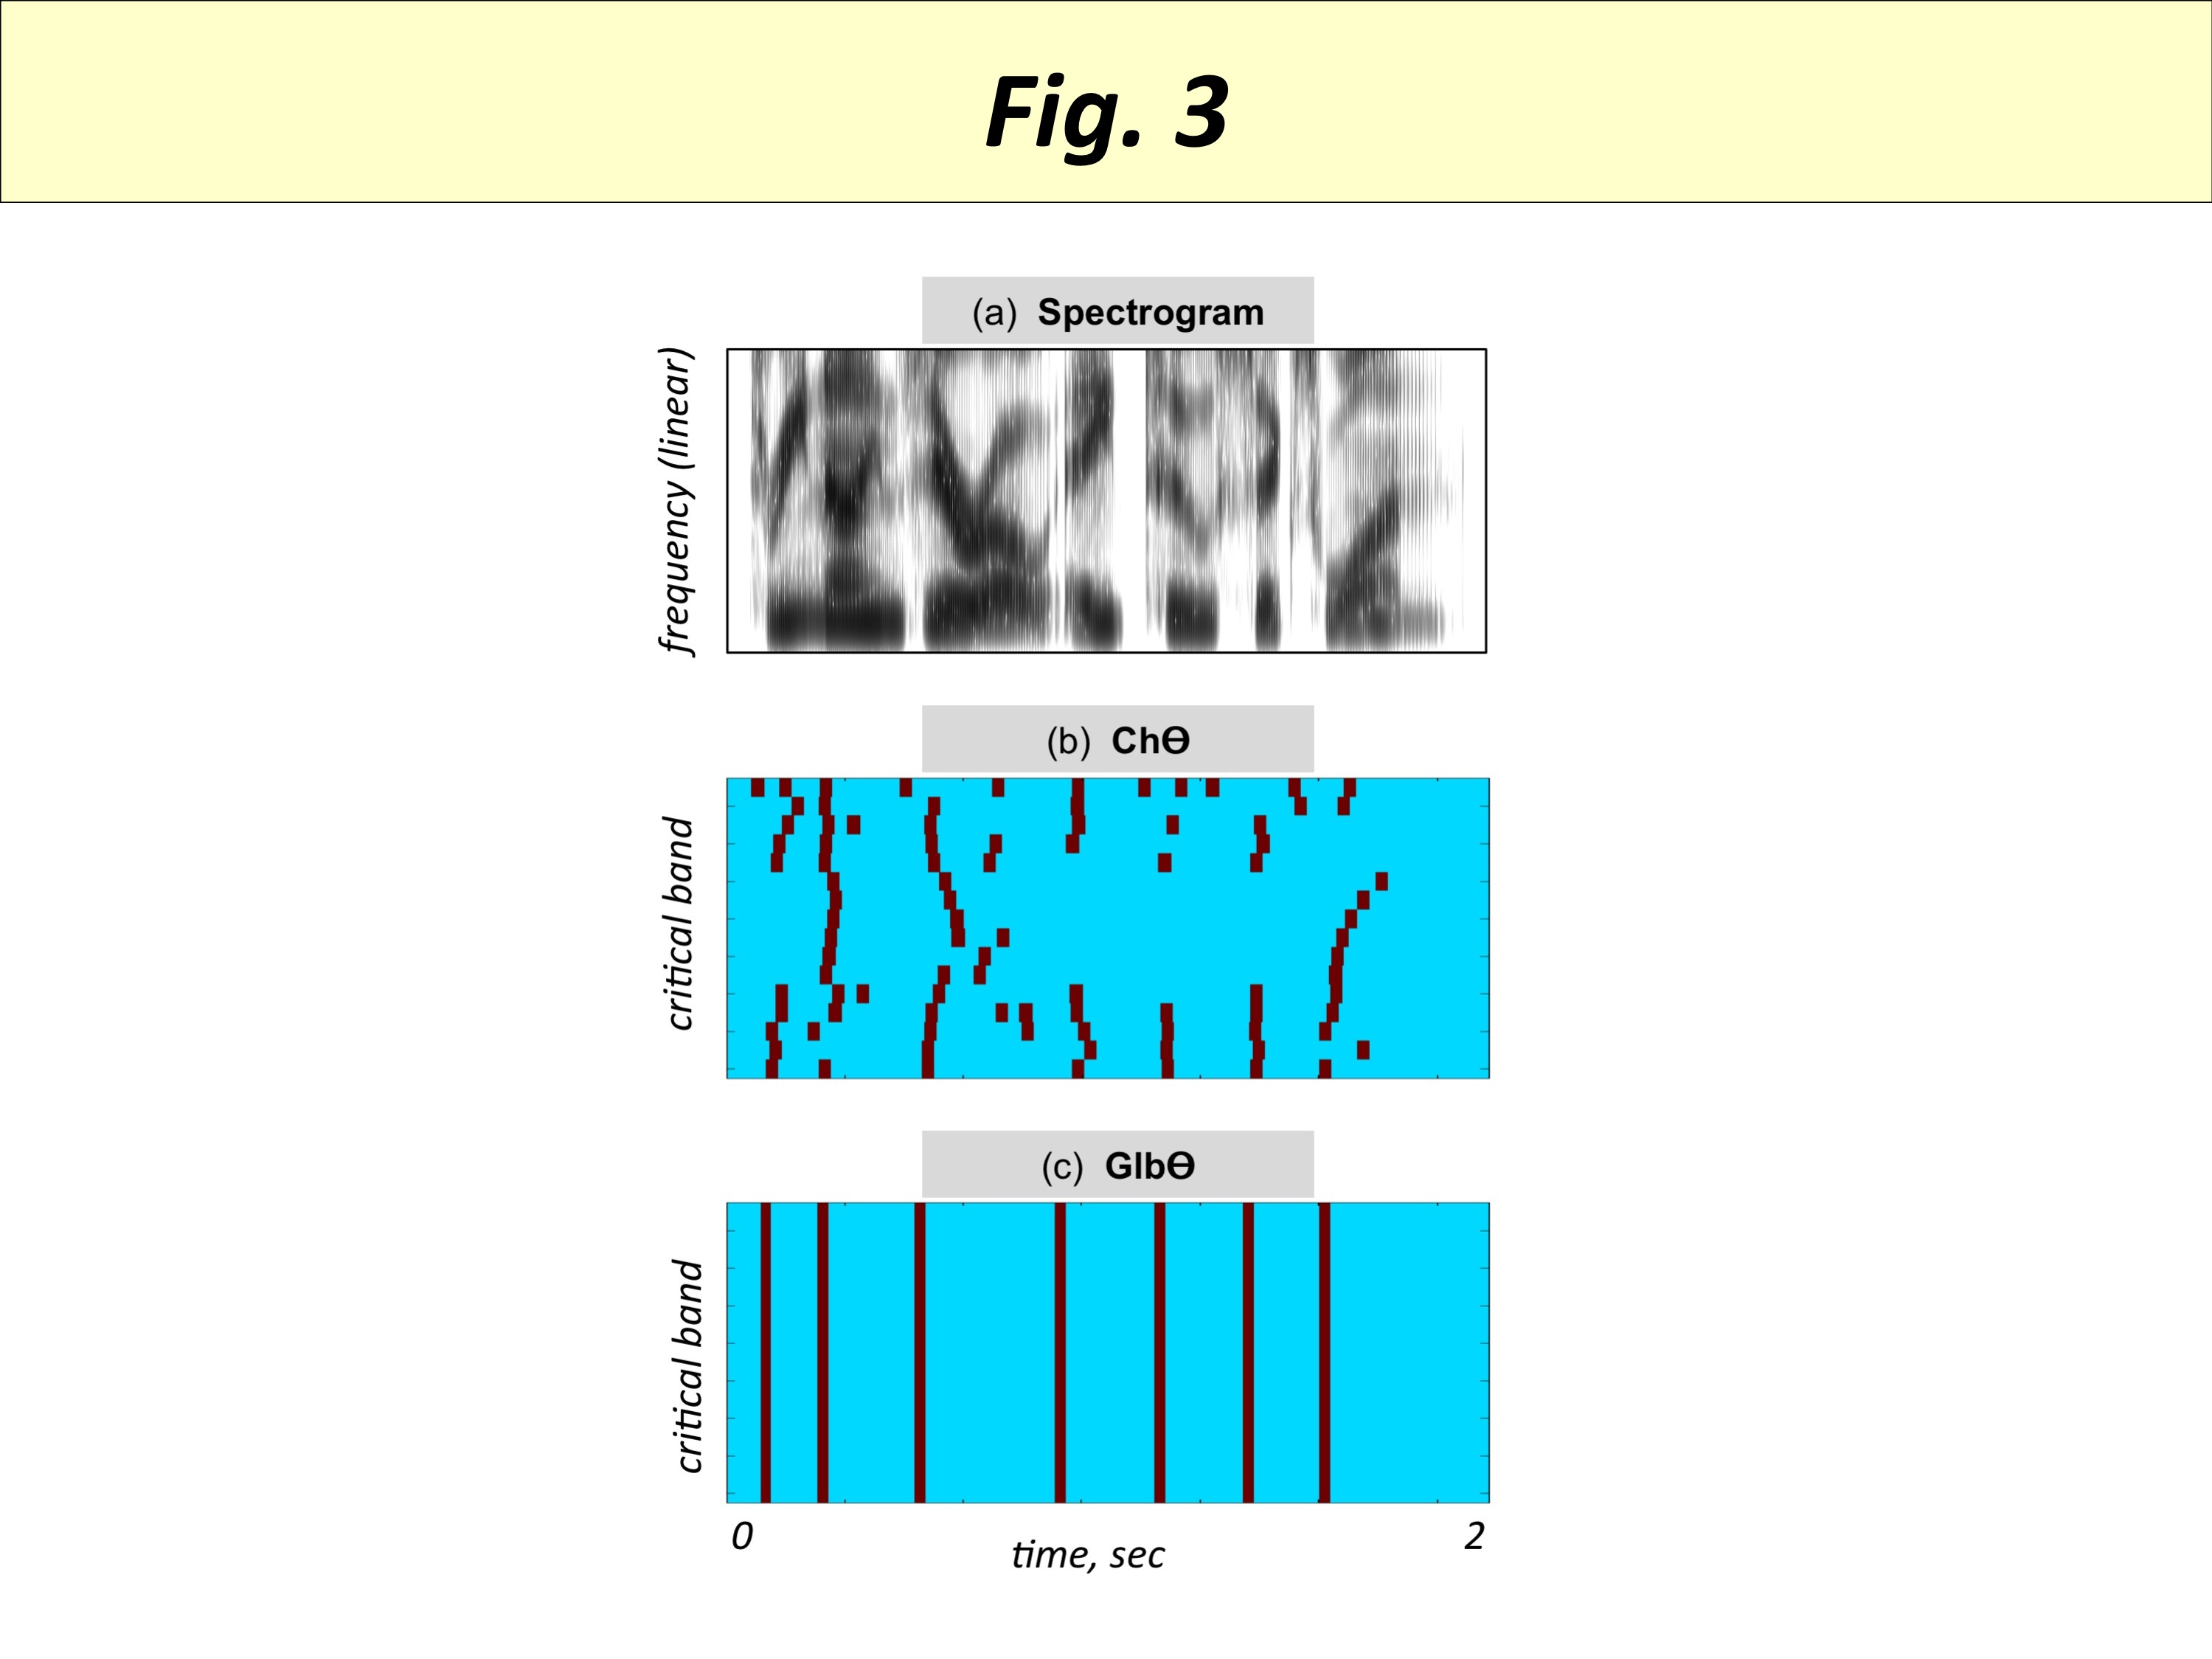 Fig. 3
(a) Spectrogram
frequency (linear)
(b) ChΘ
critical band
(c) GlbΘ
critical band
0
2
time, sec